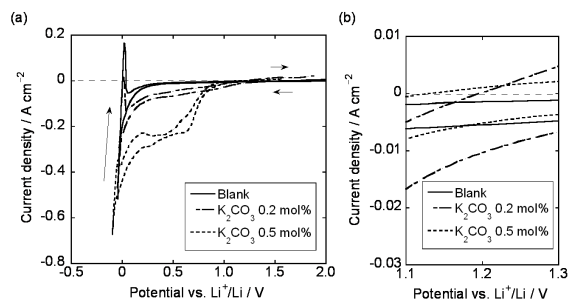 (a)
0.2
0
-0.2
-0.4
-0.6
-0.8
-0.5
0
0.5
1.0
1.5
2.0
Current density / A cm⁻²
Potential vs. Li⁺/Li / V
Blank
K₂CO₃ 0.2 mol%
K₂CO₃ 0.5 mol%
(b)
0.01
0
-0.01
-0.02
-0.03
1.1
1.2
1.3
Current density / A cm⁻²
Potential vs. Li⁺/Li / V
Blank
K₂CO₃ 0.2 mol%
K₂CO₃ 0.5 mol%